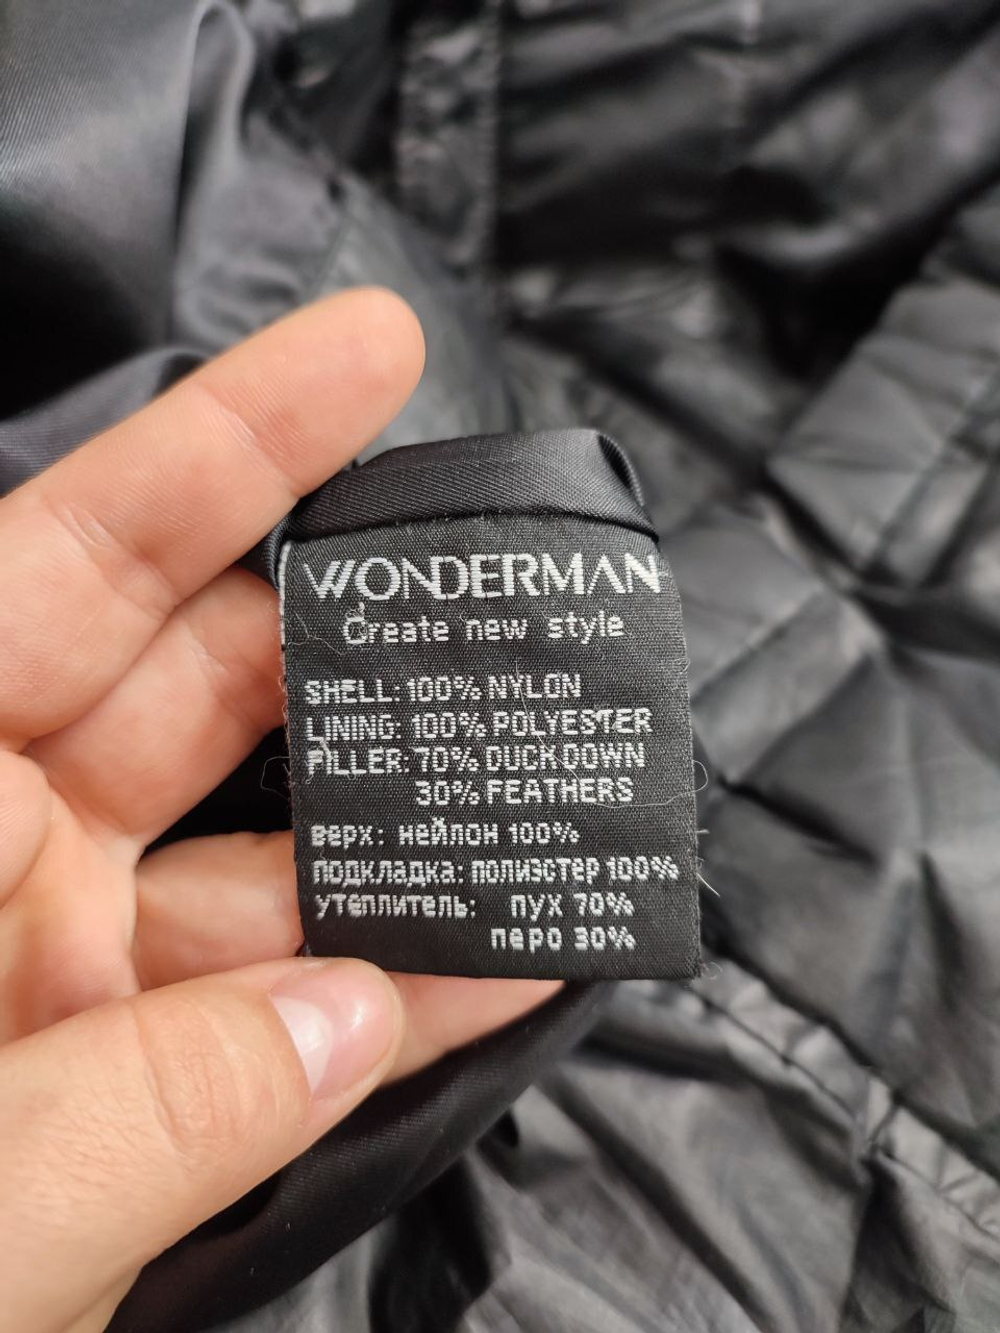 WONDERMAN
Create new style
SHELL: 100% NYLON
LINING: 100% POLYESTER
FILLER: 70% DUCK DOWN
30% FEATHERS
верх: нейлон 100%
подкладка: полиэстер 100%
утеплитель: пух 70%
перо 30%